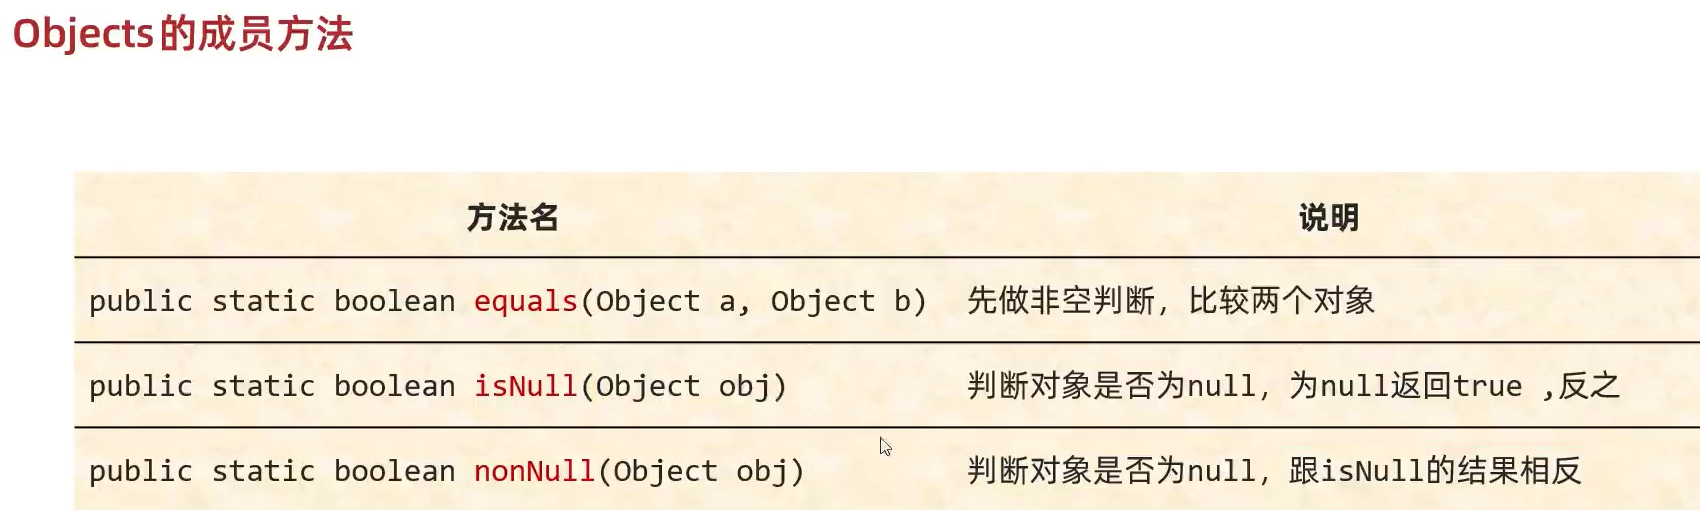 Objects的成员方法
方法名 说明
public static boolean equals(Object a, Object b) 先做非空判断，比较两个对象
public static boolean isNull(Object obj) 判断对象是否为null，为null返回true ,反之
public static boolean nonNull(Object obj) 判断对象是否为null，跟isNull的结果相反